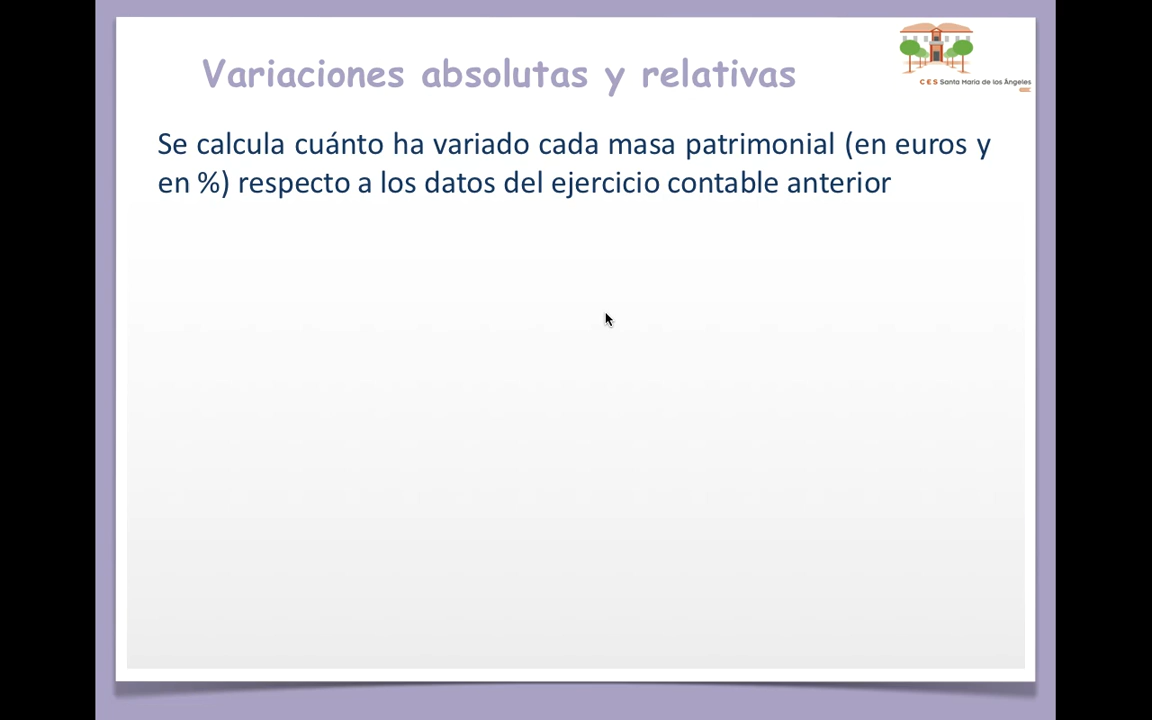 Variaciones absolutas y relativas
C E S Santa María de los Ángeles
Se calcula cuánto ha variado cada masa patrimonial (en euros y
en %) respecto a los datos del ejercicio contable anterior